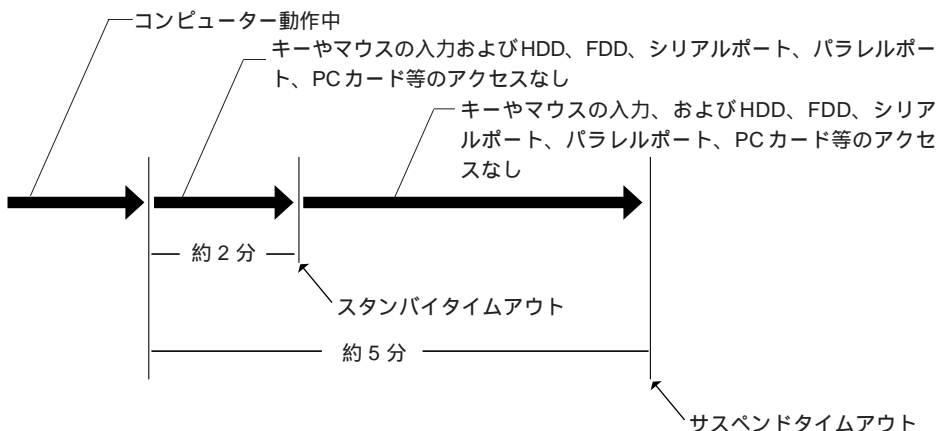 コンピューター動作中
キーやマウスの入力およびHDD、FDD、シリアルポート、パラレルポー
ト、PCカード等のアクセスなし
キーやマウスの入力、およびHDD、FDD、シリア
ルポート、パラレルポート、PCカード等のアクセ
スなし
約2分
スタンバイタイムアウト
約5分
サスペンドタイムアウト